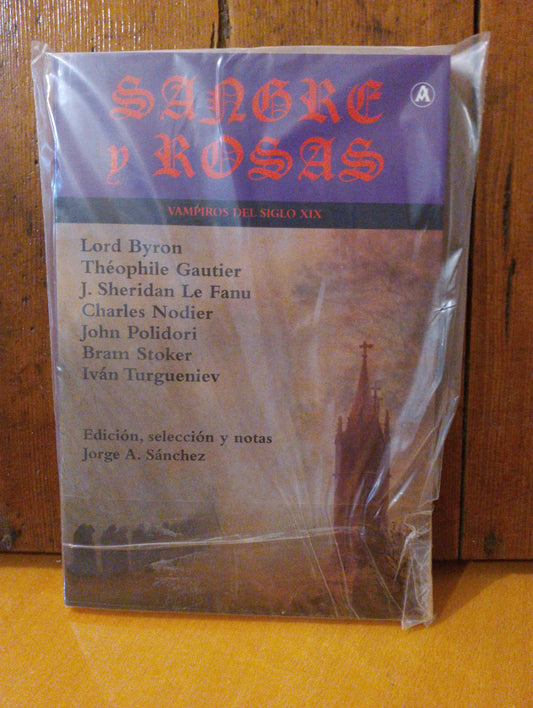 SANGRE
y ROSAS
VAMPIROS DEL SIGLO XIX
Lord Byron
Théophile Gautier
J. Sheridan Le Fanu
Charles Nodier
John Polidori
Bram Stoker
Iván Turgueniev
Edición, selección y notas
Jorge A. Sánchez